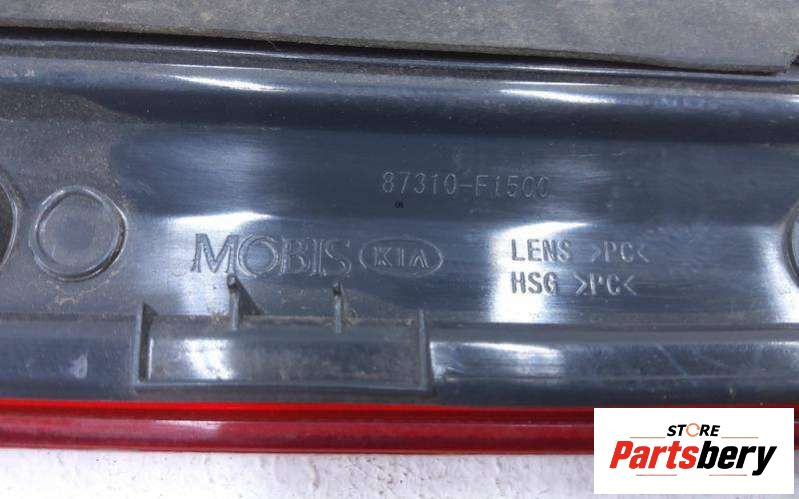 87310-F1500
MOBIS KIA
LENS >PC<
HSG >PC<
STORE
Partsbery